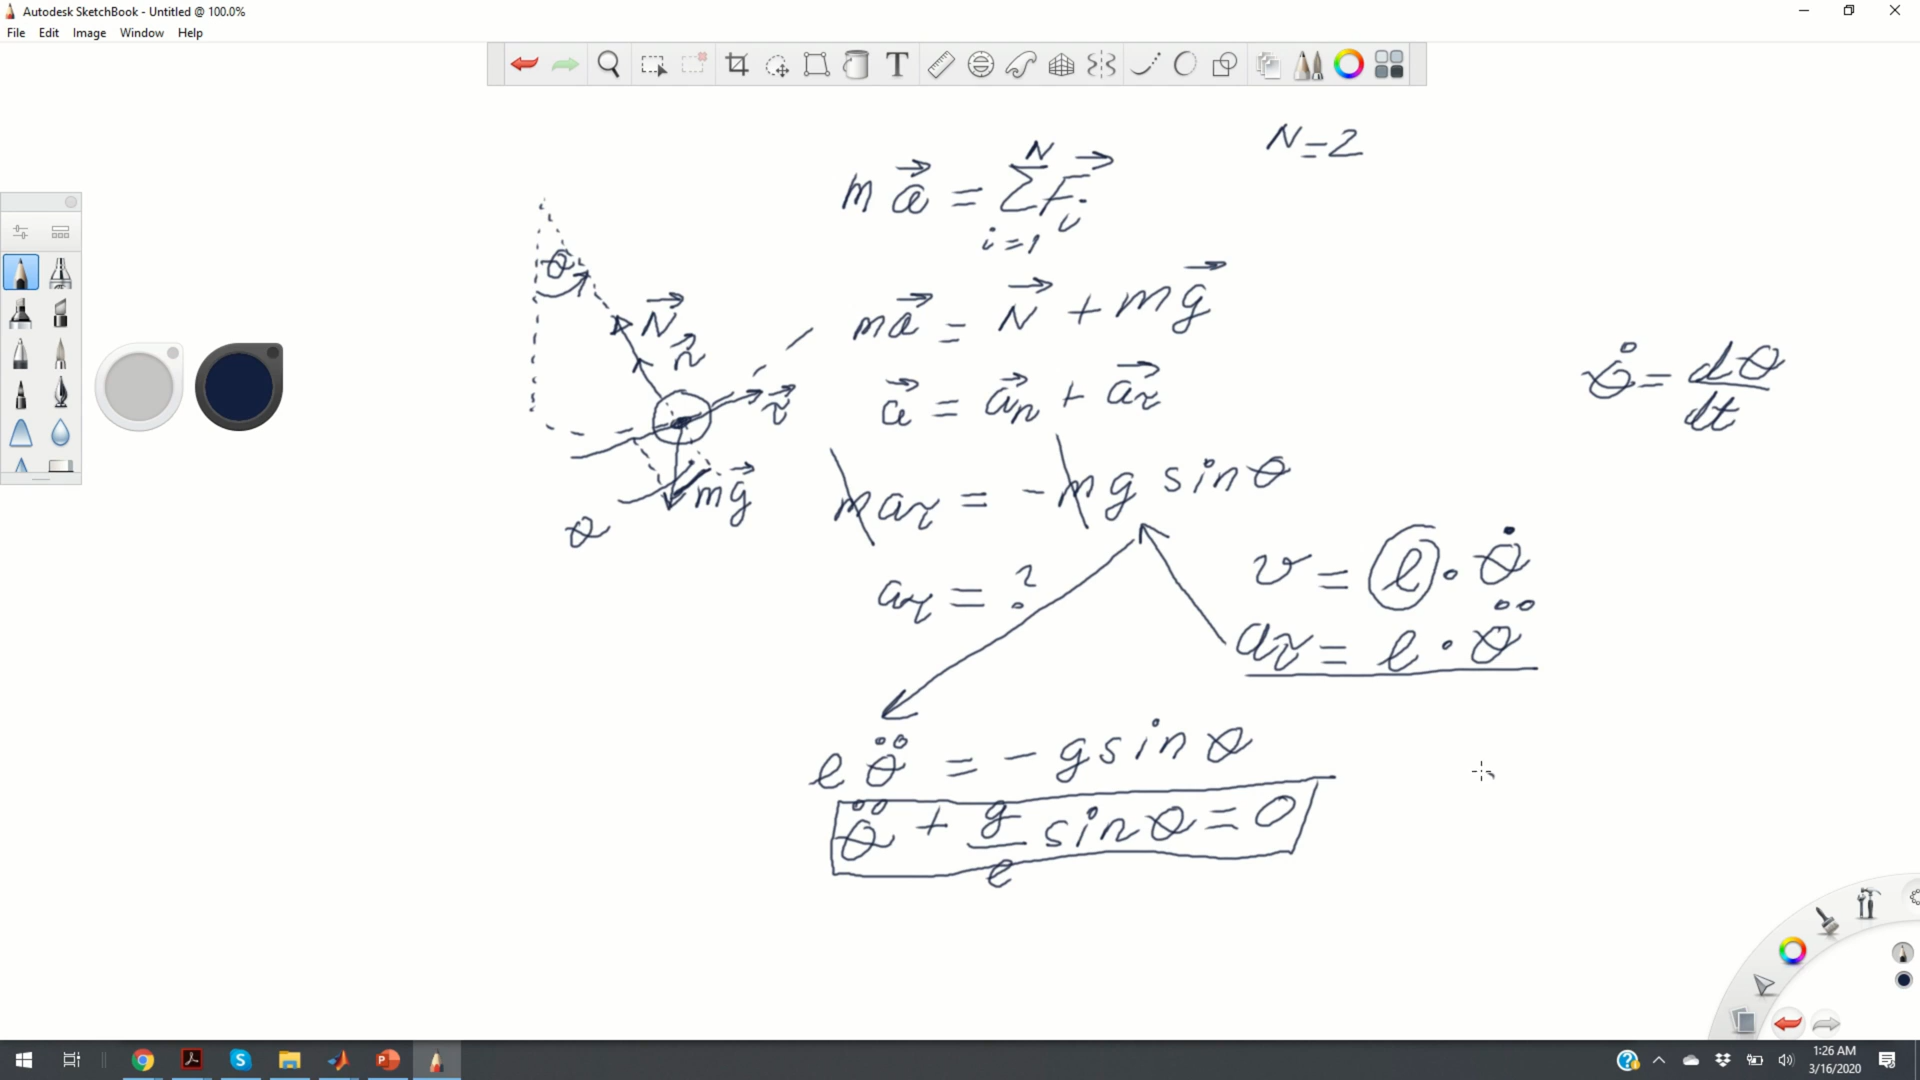 Autodesk SketchBook - Untitled @ 100.0%
File Edit Image Window Help
T
N=2
m a⃗ = Σ_{i=1}^{N} F⃗_i
m a⃗ = N⃗ + m g⃗
a⃗ = a⃗_n + a⃗_τ
θ̇ = dθ/dt
θ
N⃗
n⃗
τ⃗
m g⃗
θ
m a_τ = - m g sin θ
a_τ = ?
v = l · θ̇
a_τ = l · θ̈
l θ̈ = - g sin θ
θ̈ + g/l sin θ = 0
1:26 AM
3/16/2020